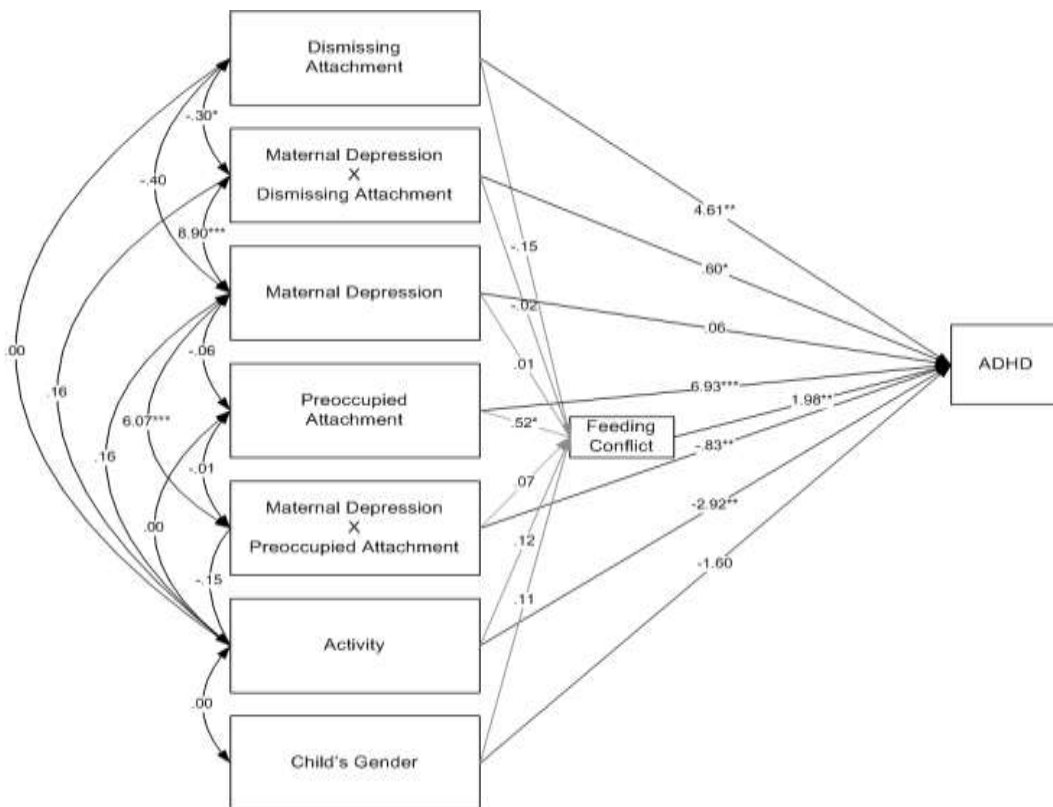 Dismissing
Attachment
-.30*
Maternal Depression
X
Dismissing Attachment
4.61**
-.40
8.90***
-.15
.60*
Maternal Depression
-.02
.06
.00
-.06
.01
ADHD
.16
Preoccupied
Attachment
6.93***
6.07***
.52*
Feeding
Conflict
1.98**
-.83**
.16
-.01
.07
Maternal Depression
X
Preoccupied Attachment
.00
.12
-2.92**
-.15
-1.60
.11
Activity
.00
Child's Gender